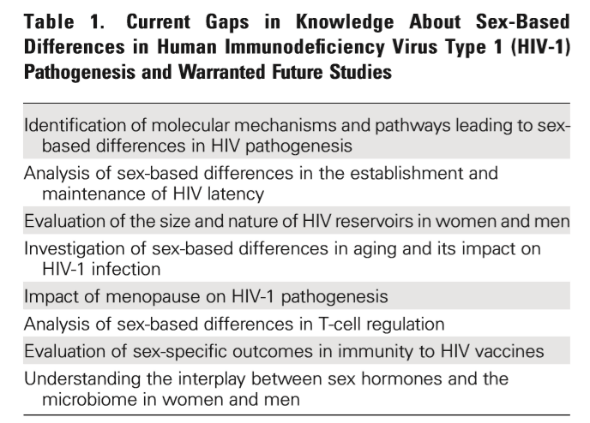 Table 1. Current Gaps in Knowledge About Sex-Based
Differences in Human Immunodeficiency Virus Type 1 (HIV-1)
Pathogenesis and Warranted Future Studies
Identification of molecular mechanisms and pathways leading to sex-
based differences in HIV pathogenesis
Analysis of sex-based differences in the establishment and
maintenance of HIV latency
Evaluation of the size and nature of HIV reservoirs in women and men
Investigation of sex-based differences in aging and its impact on
HIV-1 infection
Impact of menopause on HIV-1 pathogenesis
Analysis of sex-based differences in T-cell regulation
Evaluation of sex-specific outcomes in immunity to HIV vaccines
Understanding the interplay between sex hormones and the
microbiome in women and men